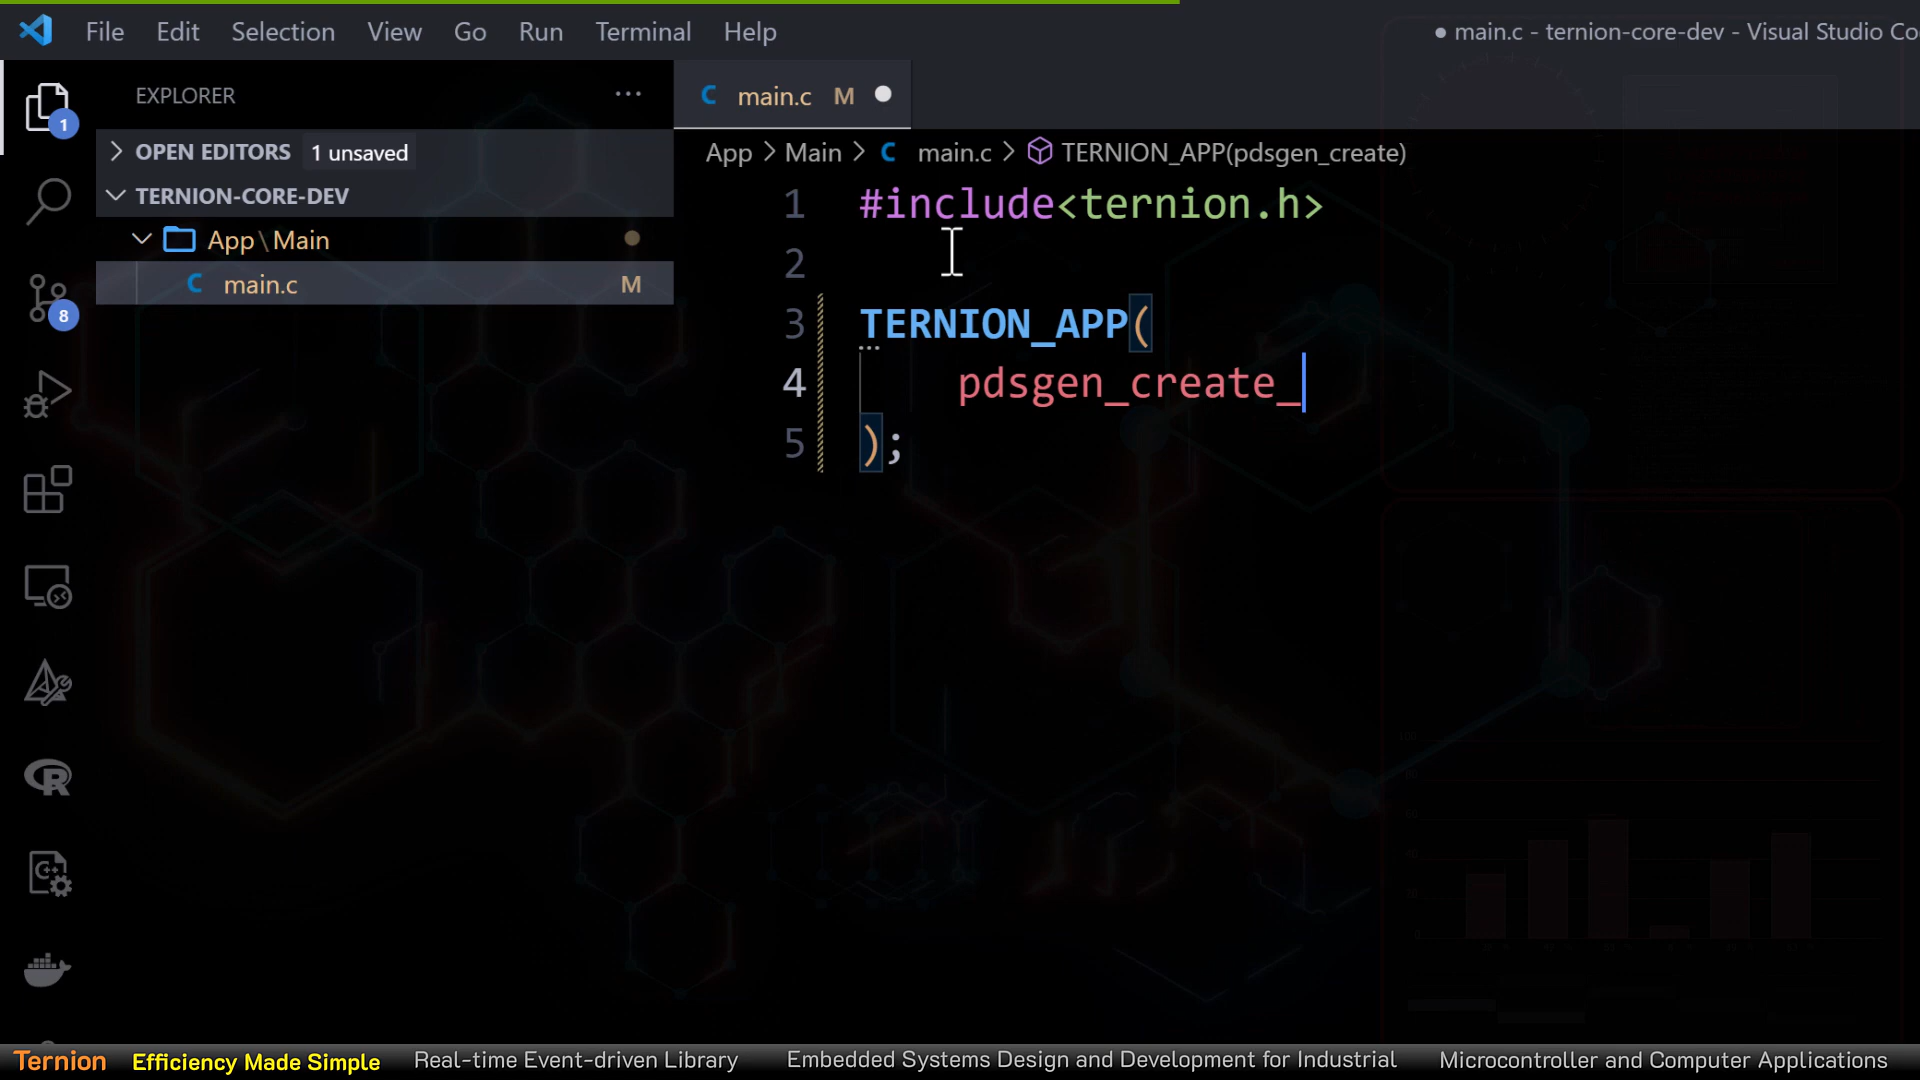 File Edit Selection View Go Run Terminal Help
● main.c - ternion-core-dev - Visual Studio Co
EXPLORER ...
C main.c M
OPEN EDITORS 1 unsaved
App > Main > C main.c > TERNION_APP(pdsgen_create)
TERNION-CORE-DEV
App\Main
C main.c M
1
8
1 #include<ternion.h>
2
3 TERNION_APP(
4 pdsgen_create_
5 );
Ternion Efficiency Made Simple Real-time Event-driven Library Embedded Systems Design and Development for Industrial Microcontroller and Computer Applications